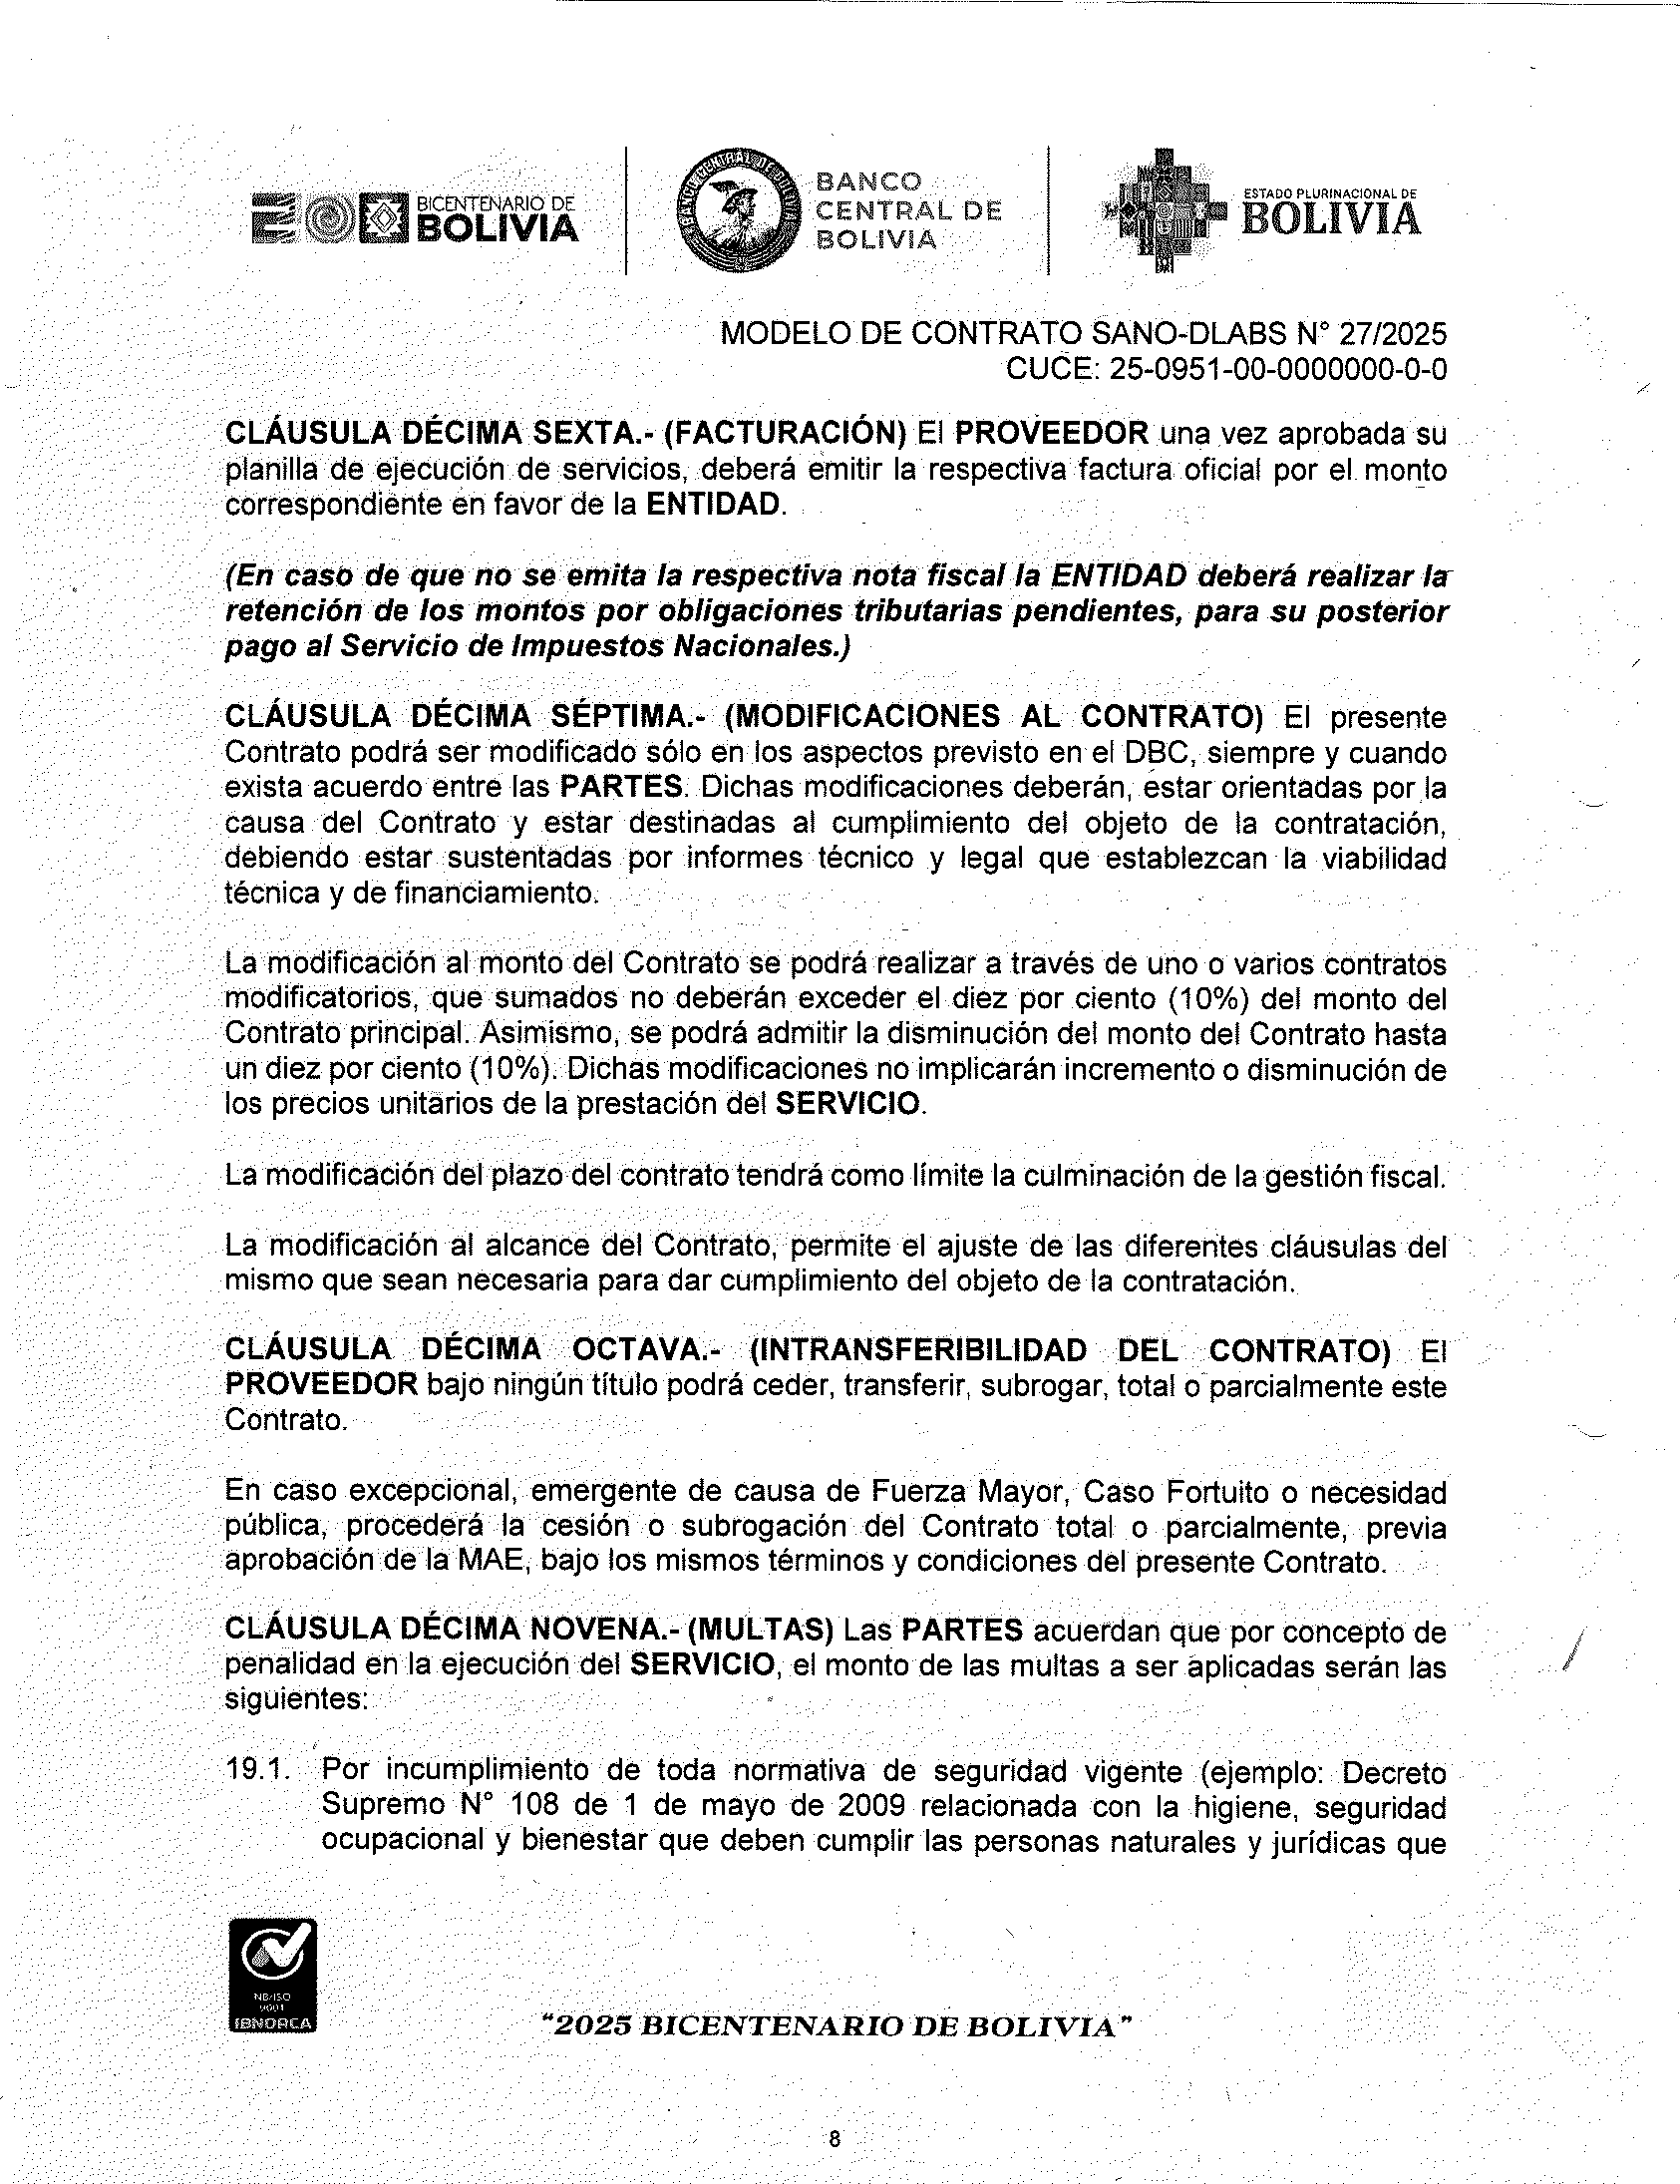 BICENTENARIO DE
BOLIVIA
BANCO
CENTRAL DE
BOLIVIA
ESTADO PLURINACIONAL DE
BOLIVIA
MODELO DE CONTRATO SANO-DLABS N° 27/2025
CUCE: 25-0951-00-0000000-0-0
CLÁUSULA DÉCIMA SEXTA.- (FACTURACIÓN) El PROVEEDOR una vez aprobada su
planilla de ejecución de servicios, deberá emitir la respectiva factura oficial por el monto
correspondiente en favor de la ENTIDAD.
(En caso de que no se emita la respectiva nota fiscal la ENTIDAD deberá realizar la
retención de los montos por obligaciones tributarias pendientes, para su posterior
pago al Servicio de Impuestos Nacionales.)
CLÁUSULA DÉCIMA SÉPTIMA.- (MODIFICACIONES AL CONTRATO) El presente
Contrato podrá ser modificado sólo en los aspectos previsto en el DBC, siempre y cuando
exista acuerdo entre las PARTES. Dichas modificaciones deberán, estar orientadas por la
causa del Contrato y estar destinadas al cumplimiento del objeto de la contratación,
debiendo estar sustentadas por informes técnico y legal que establezcan la viabilidad
técnica y de financiamiento.
La modificación al monto del Contrato se podrá realizar a través de uno o varios contratos
modificatorios, que sumados no deberán exceder el diez por ciento (10%) del monto del
Contrato principal. Asimismo, se podrá admitir la disminución del monto del Contrato hasta
un diez por ciento (10%). Dichas modificaciones no implicarán incremento o disminución de
los precios unitarios de la prestación del SERVICIO.
La modificación del plazo del contrato tendrá como límite la culminación de la gestión fiscal.
La modificación al alcance del Contrato, permite el ajuste de las diferentes cláusulas del
mismo que sean necesaria para dar cumplimiento del objeto de la contratación.
CLÁUSULA DÉCIMA OCTAVA.- (INTRANSFERIBILIDAD DEL CONTRATO) El
PROVEEDOR bajo ningún título podrá ceder, transferir, subrogar, total o parcialmente este
Contrato.
En caso excepcional, emergente de causa de Fuerza Mayor, Caso Fortuito o necesidad
pública, procederá la cesión o subrogación del Contrato total o parcialmente, previa
aprobación de la MAE, bajo los mismos términos y condiciones del presente Contrato.
CLÁUSULA DÉCIMA NOVENA.- (MULTAS) Las PARTES acuerdan que por concepto de
penalidad en la ejecución del SERVICIO, el monto de las multas a ser aplicadas serán las
siguientes:
19.1. Por incumplimiento de toda normativa de seguridad vigente (ejemplo: Decreto
Supremo N° 108 de 1 de mayo de 2009 relacionada con la higiene, seguridad
ocupacional y bienestar que deben cumplir las personas naturales y jurídicas que
NB/ISO
9001
IBNORCA
"2025 BICENTENARIO DE BOLIVIA"
8